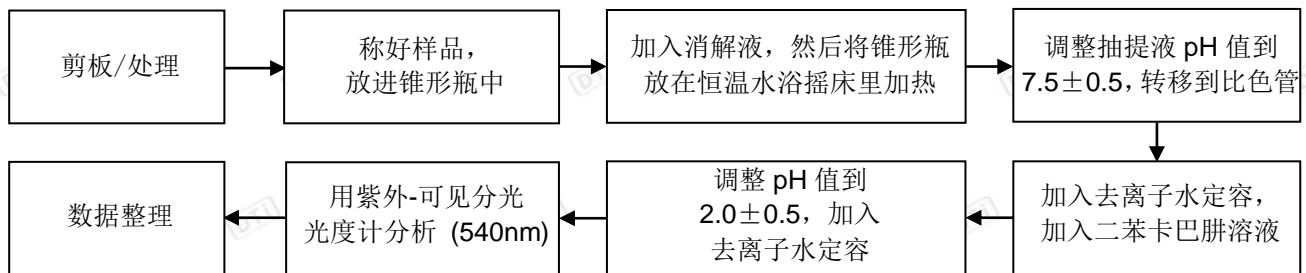 剪板/处理
称好样品，
放进锥形瓶中
加入消解液，然后将锥形瓶
放在恒温水浴摇床里加热
调整抽提液 pH 值到
7.5±0.5，转移到比色管
加入去离子水定容，
加入二苯卡巴肼溶液
调整 pH 值到
2.0±0.5，加入
去离子水定容
用紫外-可见分光
光度计分析 (540nm)
数据整理